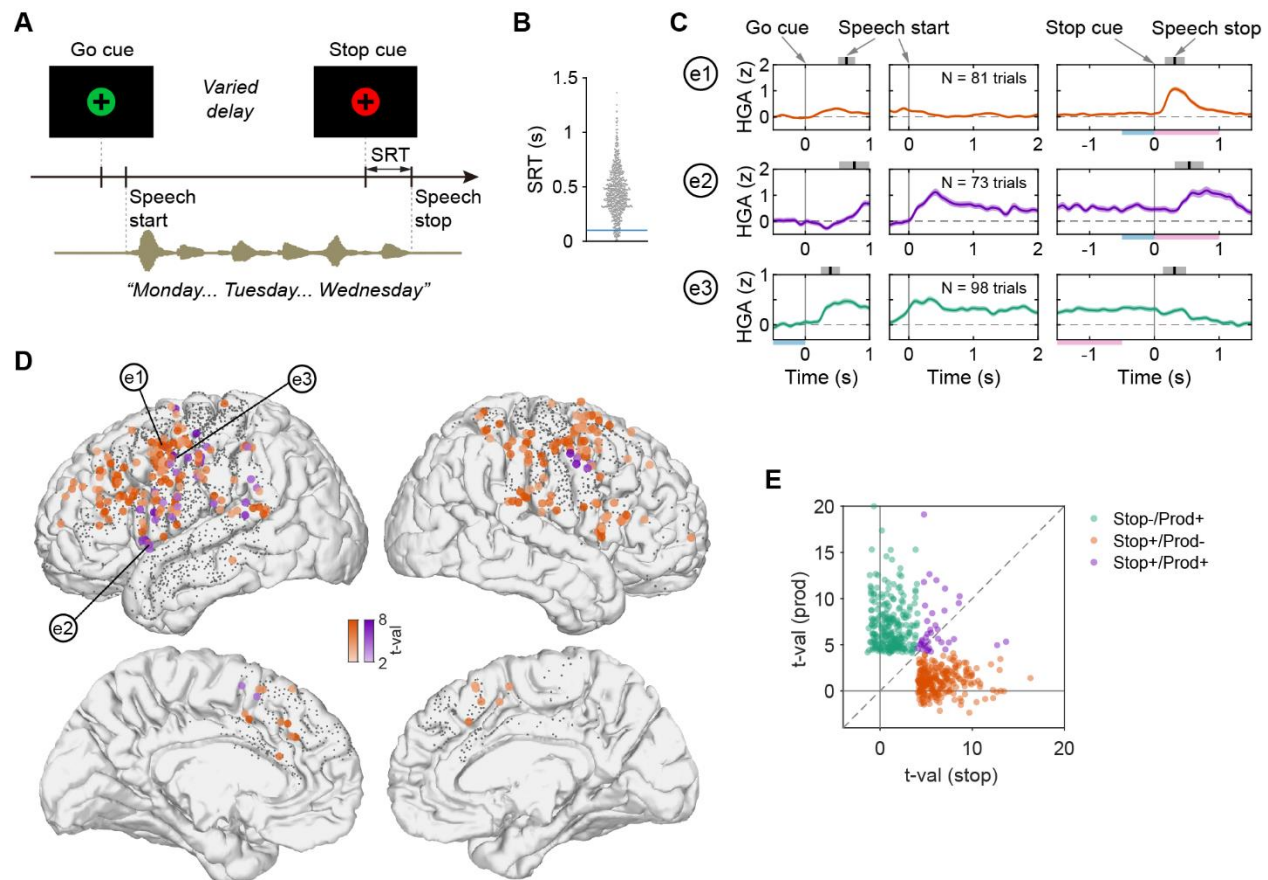 A
Go cue
Stop cue
Varied
delay
SRT
Speech
start
Speech
stop
“Monday... Tuesday... Wednesday”
B
SRT (s)
1.5
1
0.5
0
C
Go cue
Speech start
Stop cue
Speech stop
e1
HGA (z)
2
1
0
N = 81 trials
0
1
0
1
2
-1
0
1
e2
HGA (z)
2
1
0
N = 73 trials
0
1
0
1
2
-1
0
1
e3
HGA (z)
1
0
N = 98 trials
0
1
0
1
2
-1
0
1
Time (s)
Time (s)
Time (s)
D
e1
e3
e2
8
2
t-val
E
t-val (prod)
20
15
10
5
0
0
10
20
t-val (stop)
Stop-/Prod+
Stop+/Prod-
Stop+/Prod+